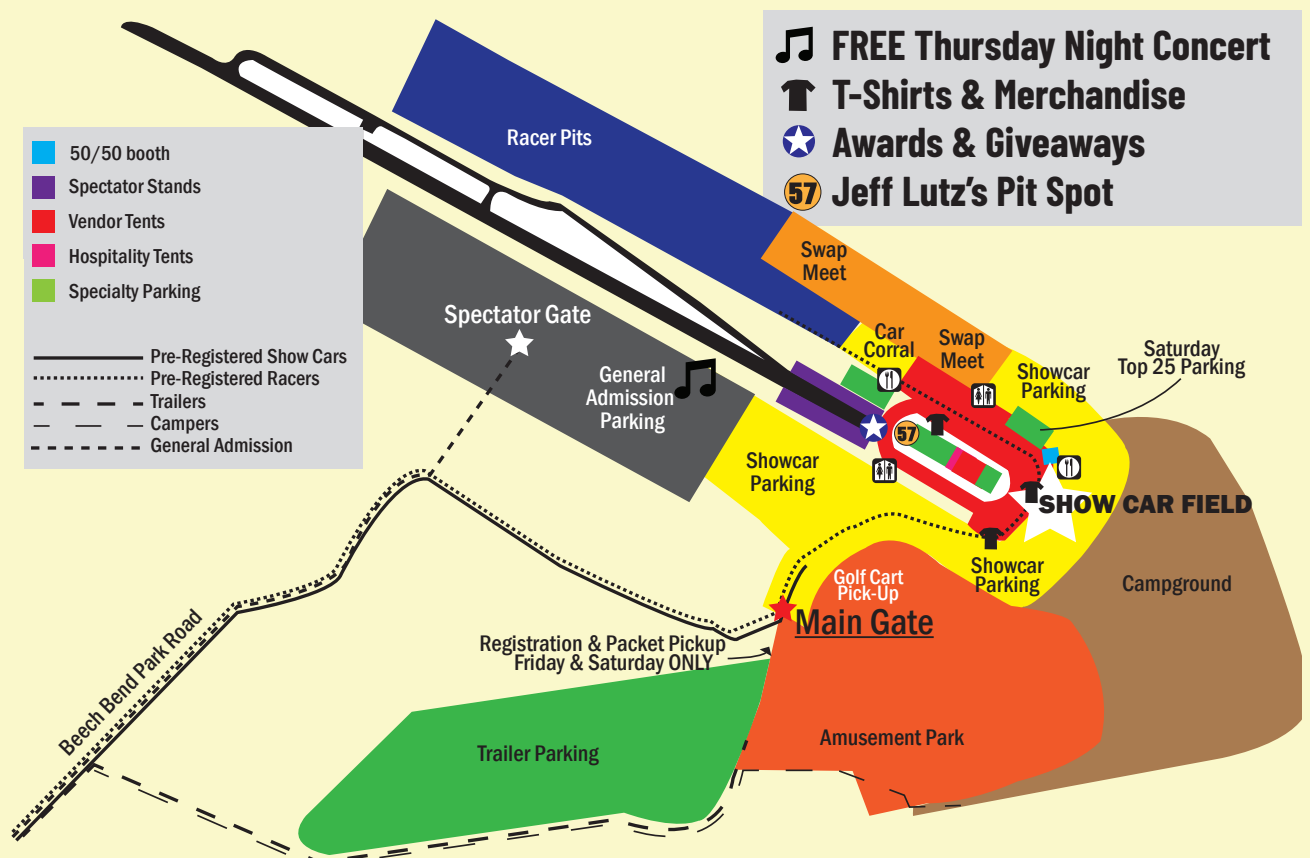 FREE Thursday Night Concert
T-Shirts & Merchandise
Awards & Giveaways
57 Jeff Lutz's Pit Spot
50/50 booth
Spectator Stands
Vendor Tents
Hospitality Tents
Specialty Parking
Pre-Registered Show Cars
Pre-Registered Racers
Trailers
Campers
General Admission
Racer Pits
Swap
Meet
Spectator Gate
Car
Corral
Swap
Meet
Saturday
Top 25 Parking
Showcar
Parking
General
Admission
Parking
57
Showcar
Parking
SHOW CAR FIELD
Showcar
Parking
Golf Cart
Pick-Up
Campground
Main Gate
Registration & Packet Pickup
Friday & Saturday ONLY
Beech Bend Park Road
Trailer Parking
Amusement Park